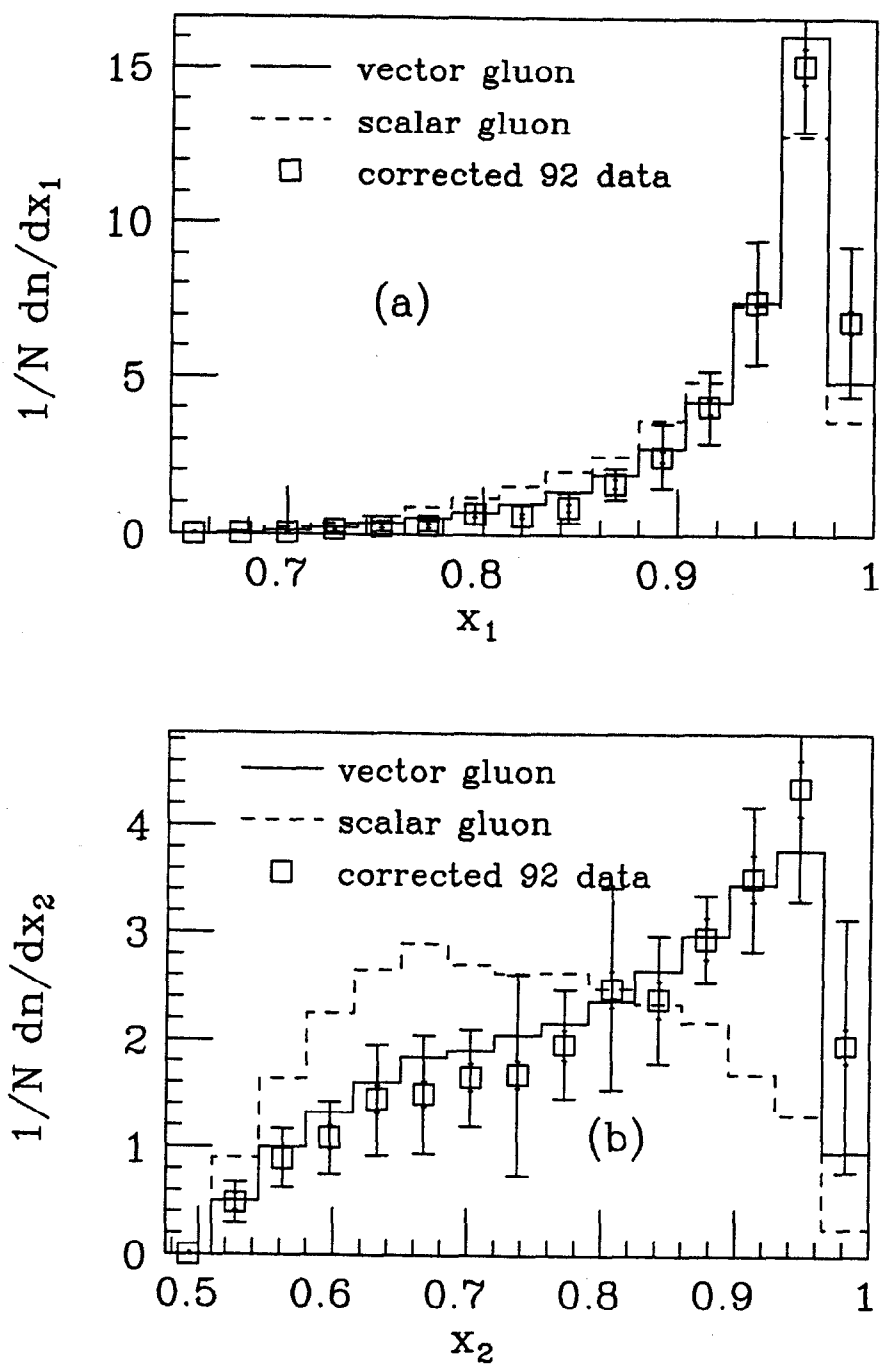 1/N dn/dx1
15
10
5
0
vector gluon
scalar gluon
corrected 92 data
(a)
0.7
0.8
0.9
1
x1
1/N dn/dx2
4
3
2
1
0
vector gluon
scalar gluon
corrected 92 data
(b)
0.5
0.6
0.7
0.8
0.9
1
x2